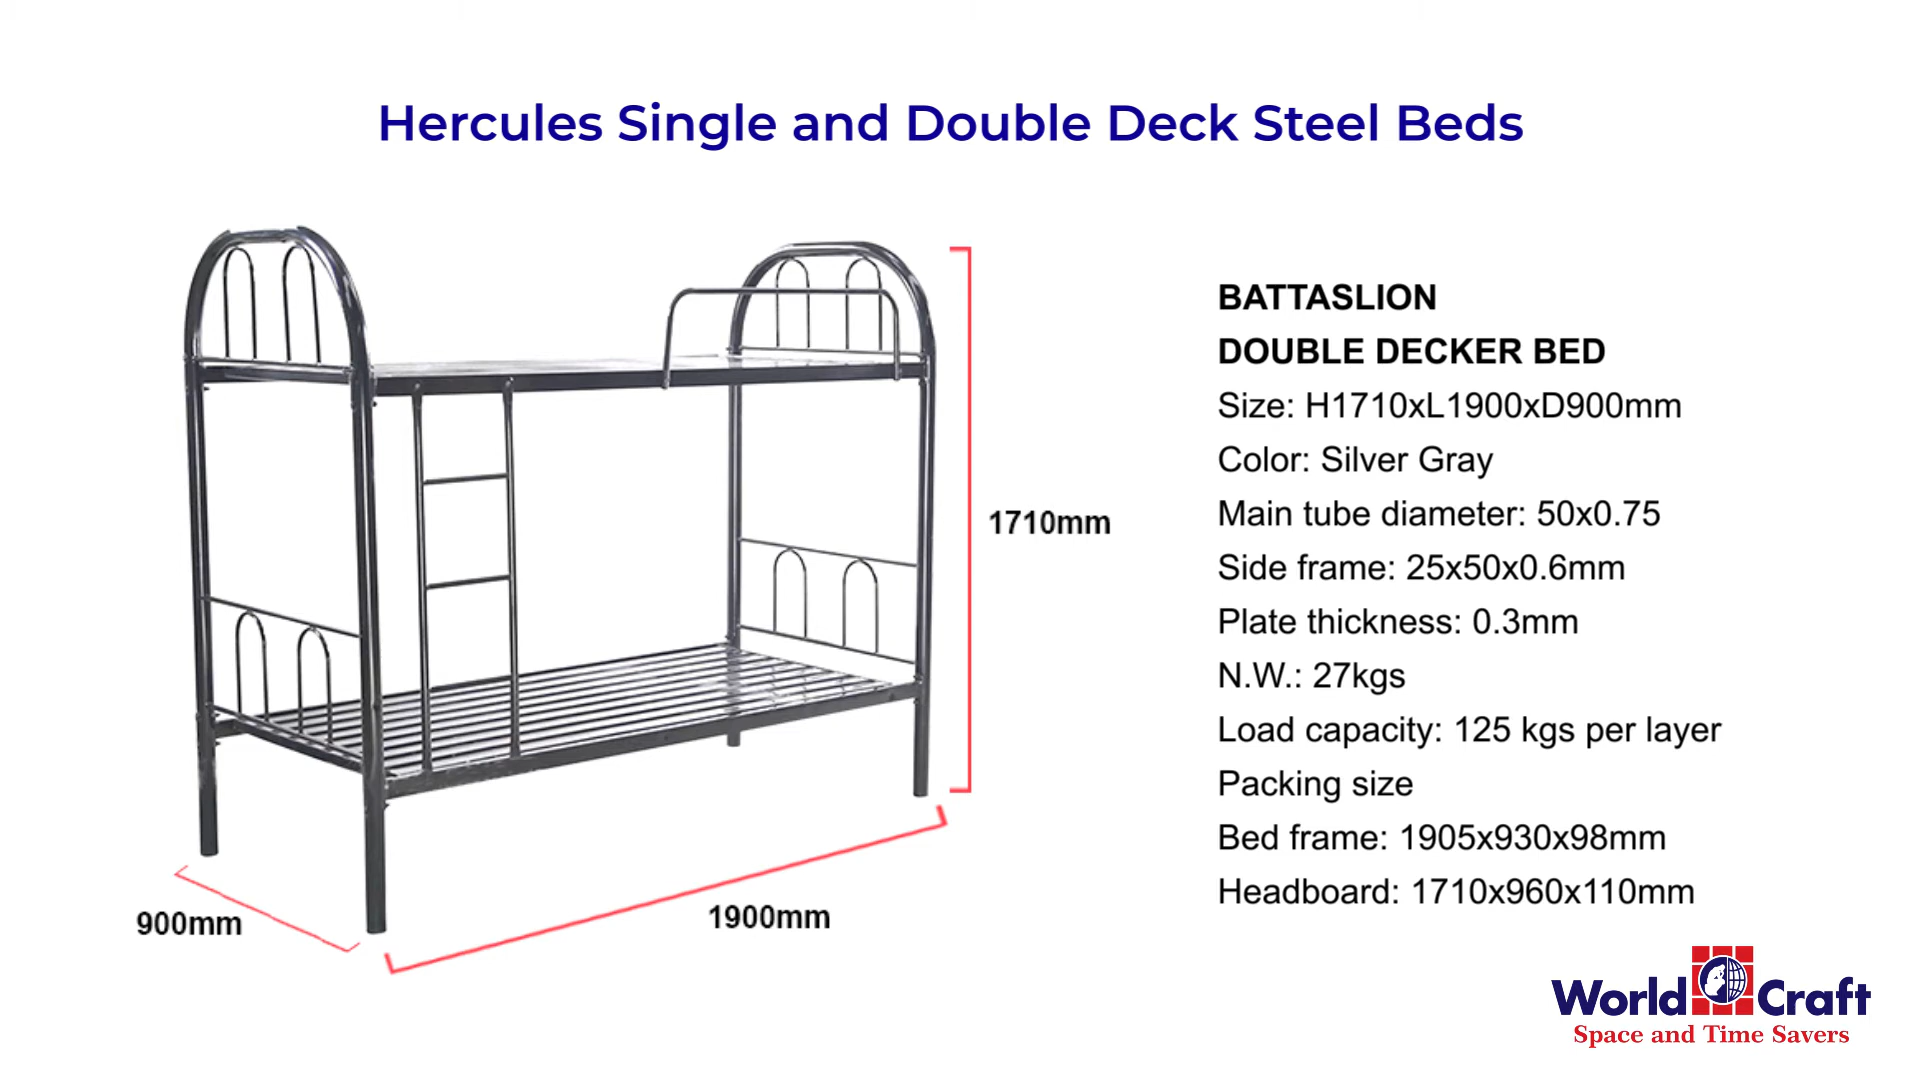 Hercules Single and Double Deck Steel Beds
BATTASLION
DOUBLE DECKER BED
Size: H1710xL1900xD900mm
Color: Silver Gray
Main tube diameter: 50x0.75
Side frame: 25x50x0.6mm
Plate thickness: 0.3mm
N.W.: 27kgs
Load capacity: 125 kgs per layer
Packing size
Bed frame: 1905x930x98mm
Headboard: 1710x960x110mm
1710mm
900mm
1900mm
World Craft
Space and Time Savers